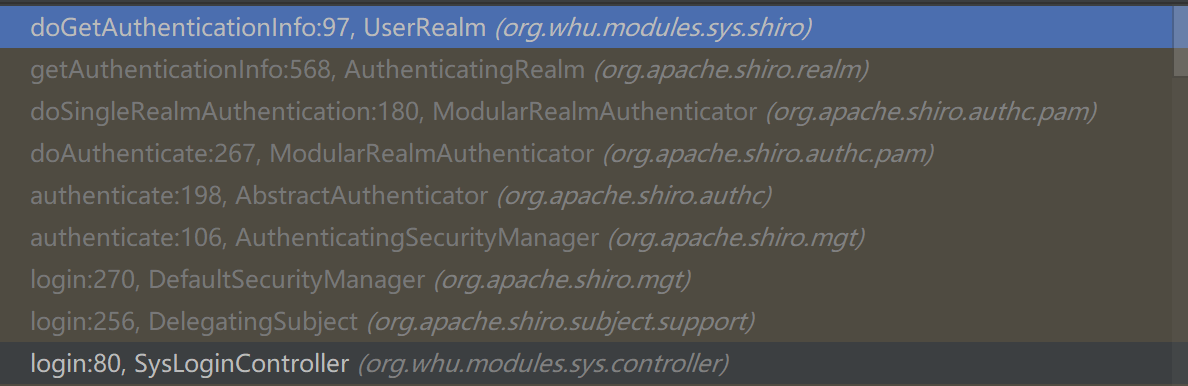 doGetAuthenticationInfo:97, UserRealm (org.whu.modules.sys.shiro)
getAuthenticationInfo:568, AuthenticatingRealm (org.apache.shiro.realm)
doSingleRealmAuthentication:180, ModularRealmAuthenticator (org.apache.shiro.authc.pam)
doAuthenticate:267, ModularRealmAuthenticator (org.apache.shiro.authc.pam)
authenticate:198, AbstractAuthenticator (org.apache.shiro.authc)
authenticate:106, AuthenticatingSecurityManager (org.apache.shiro.mgt)
login:270, DefaultSecurityManager (org.apache.shiro.mgt)
login:256, DelegatingSubject (org.apache.shiro.subject.support)
login:80, SysLoginController (org.whu.modules.sys.controller)